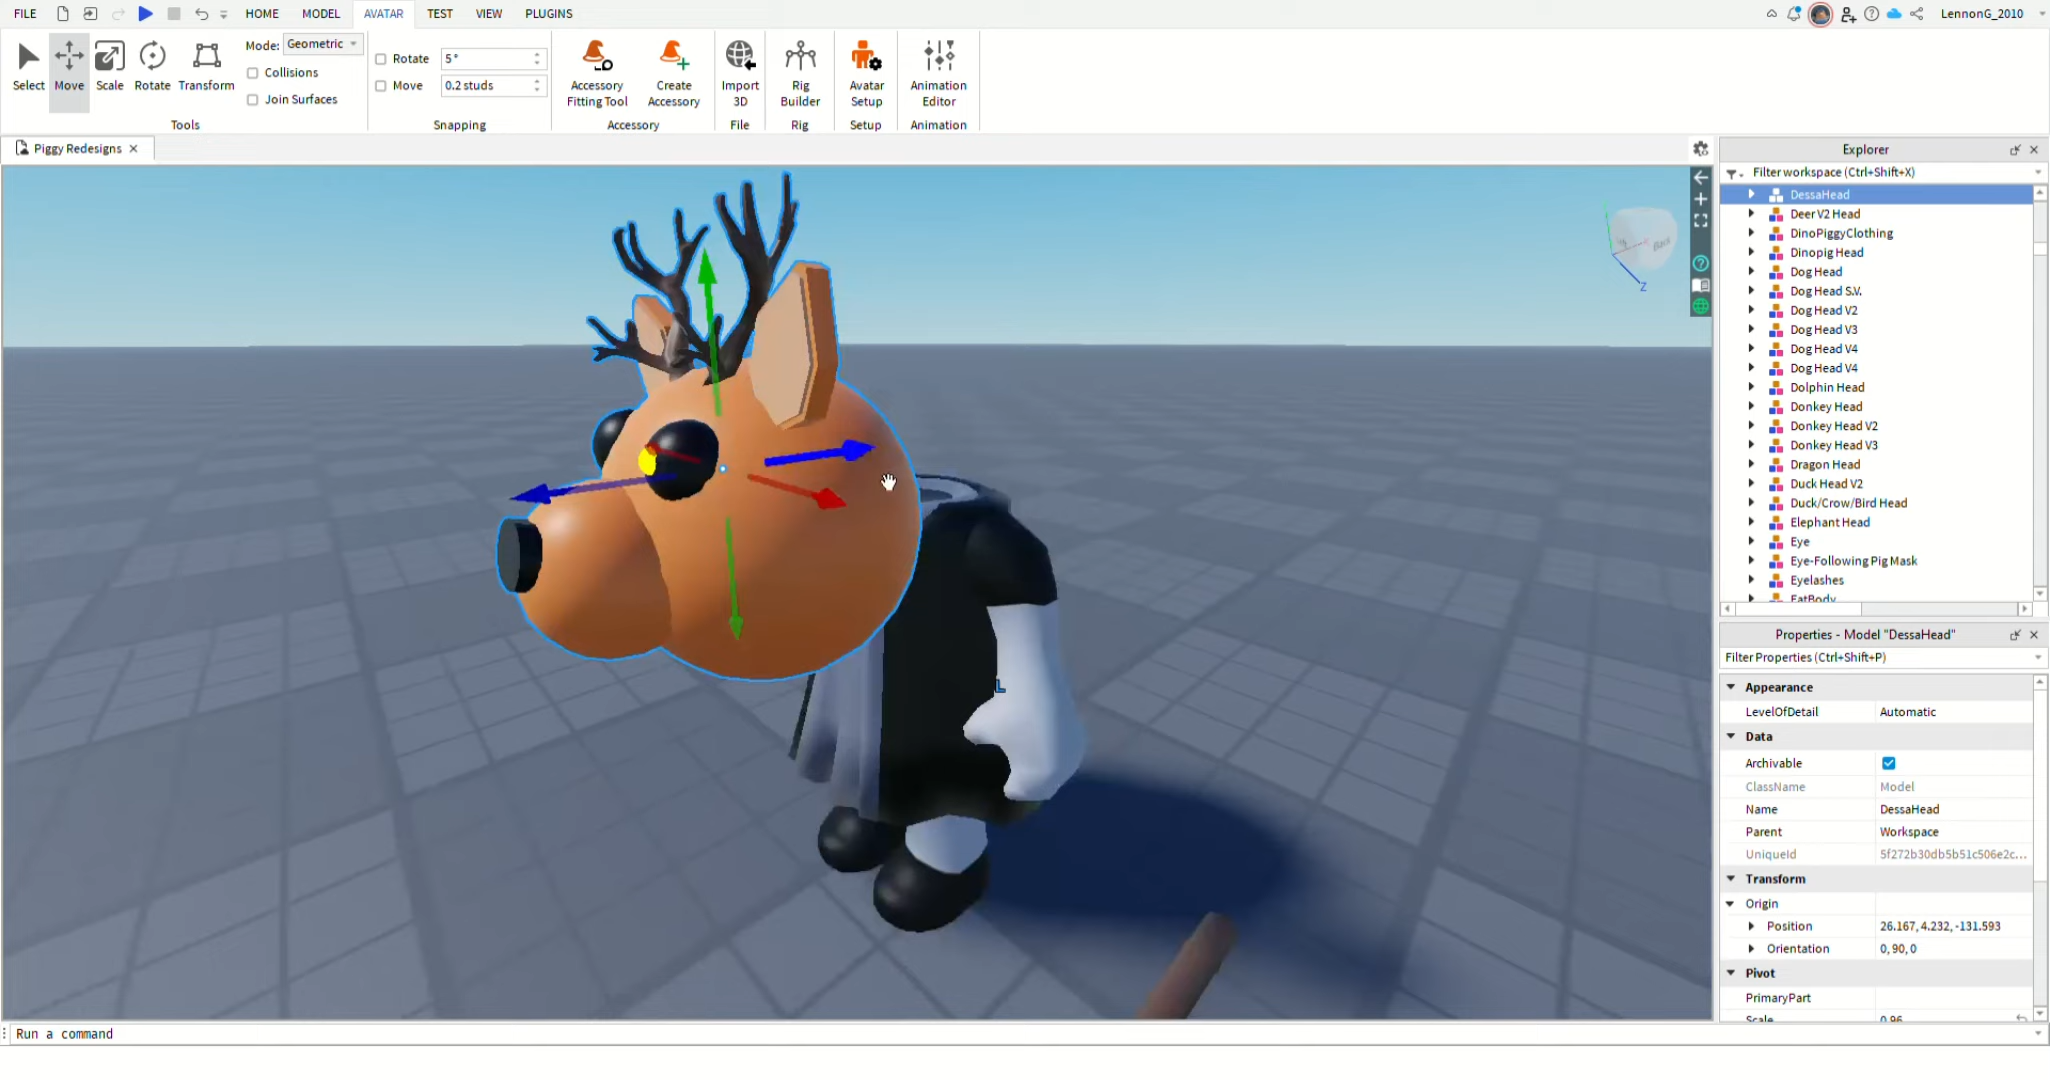 FILE HOME MODEL AVATAR TEST VIEW PLUGINS LennonG_2010
Select Move Scale Rotate Transform
Mode: Geometric
Collisions
Join Surfaces
Tools
Rotate 5°
Move 0.2 studs
Snapping
Accessory Fitting Tool
Create Accessory
Accessory
Import 3D
File
Rig Builder
Rig
Avatar Setup
Setup
Animation Editor
Animation
Piggy Redesigns
Explorer
Filter workspace (Ctrl+Shift+X)
DessaHead
Deer V2 Head
DinoPiggyClothing
Dinopig Head
Dog Head
Dog Head S.V.
Dog Head V2
Dog Head V3
Dog Head V4
Dog Head V4
Dolphin Head
Donkey Head
Donkey Head V2
Donkey Head V3
Dragon Head
Duck Head V2
Duck/Crow/Bird Head
Elephant Head
Eye
Eye-Following Pig Mask
Eyelashes
FatBody
Back
Z
L
Properties - Model "DessaHead"
Filter Properties (Ctrl+Shift+P)
Appearance
LevelOfDetail Automatic
Data
Archivable
ClassName Model
Name DessaHead
Parent Workspace
UniqueId 5f272b30db5b51c506e2c...
Transform
Origin
Position 26.167, 4.232, -131.593
Orientation 0, 90, 0
Pivot
PrimaryPart
Scale 0.96
Run a command